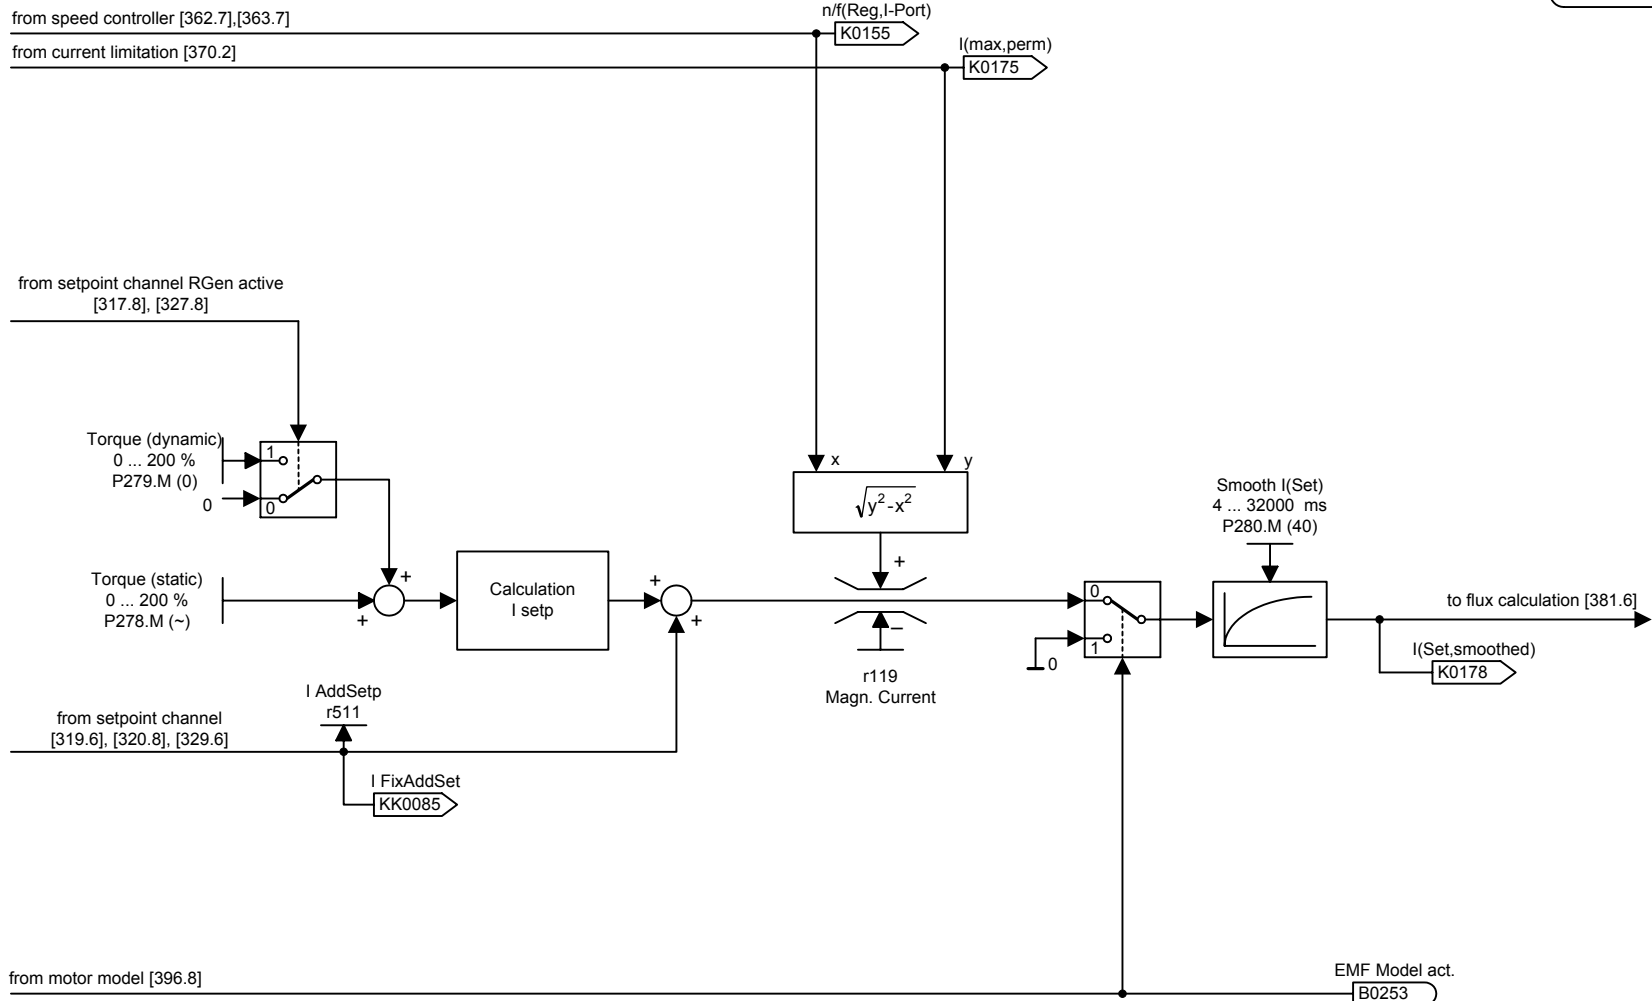 from speed controller [362.7],[363.7]
n/f(Reg,I-Port)
K0155
from current limitation [370.2]
I(max,perm)
K0175
from setpoint channel RGen active
[317.8], [327.8]
Torque (dynamic)
0 ... 200 %
P279.M (0)
1
0
0
x
y
√y²-x²
Smooth I(Set)
4 ... 32000 ms
P280.M (40)
Torque (static)
0 ... 200 %
P278.M (~)
+
+
Calculation
I setp
+
+
+
–
r119
Magn. Current
0
1
0
to flux calculation [381.6]
I(Set,smoothed)
K0178
I AddSetp
r511
from setpoint channel
[319.6], [320.8], [329.6]
I FixAddSet
KK0085
from motor model [396.8]
EMF Model act.
B0253